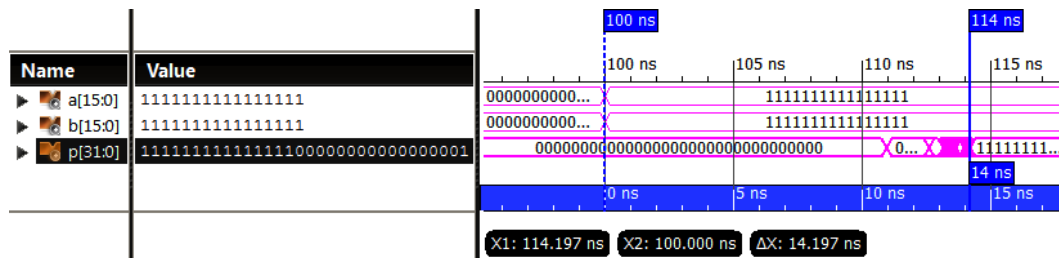 100 ns 114 ns
Name Value 100 ns 105 ns 110 ns 115 ns
a[15:0] 1111111111111111 0000000000... 1111111111111111
b[15:0] 1111111111111111 0000000000... 1111111111111111
p[31:0] 11111111111111100000000000000001 00000000000000000000000000000000 0... 11111111...
14 ns
0 ns 5 ns 10 ns 15 ns
X1: 114.197 ns X2: 100.000 ns ΔX: 14.197 ns